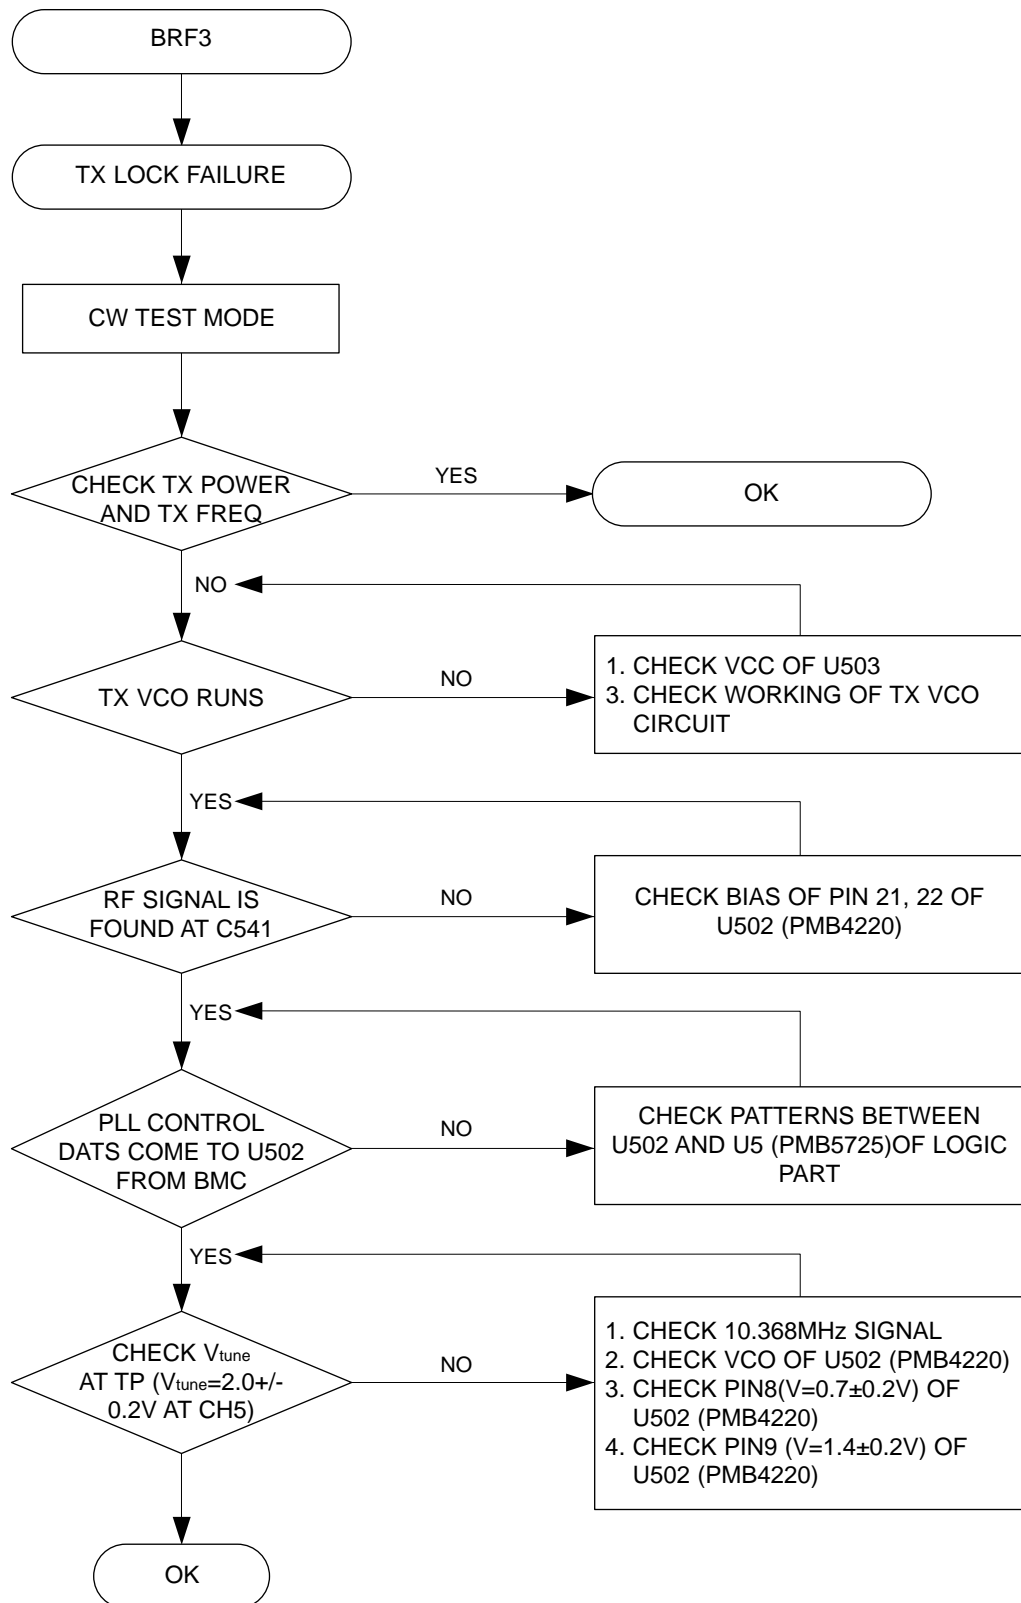 BRF3
TX LOCK FAILURE
CW TEST MODE
CHECK TX POWER
AND TX FREQ
YES
OK
NO
TX VCO RUNS
NO
1. CHECK VCC OF U503
3. CHECK WORKING OF TX VCO
CIRCUIT
YES
RF SIGNAL IS
FOUND AT C541
NO
CHECK BIAS OF PIN 21, 22 OF
U502 (PMB4220)
YES
PLL CONTROL
DATS COME TO U502
FROM BMC
NO
CHECK PATTERNS BETWEEN
U502 AND U5 (PMB5725)OF LOGIC
PART
YES
CHECK Vtune
AT TP (Vtune=2.0+/-
0.2V AT CH5)
NO
1. CHECK 10.368MHz SIGNAL
2. CHECK VCO OF U502 (PMB4220)
3. CHECK PIN8(V=0.7±0.2V) OF
U502 (PMB4220)
4. CHECK PIN9 (V=1.4±0.2V) OF
U502 (PMB4220)
OK